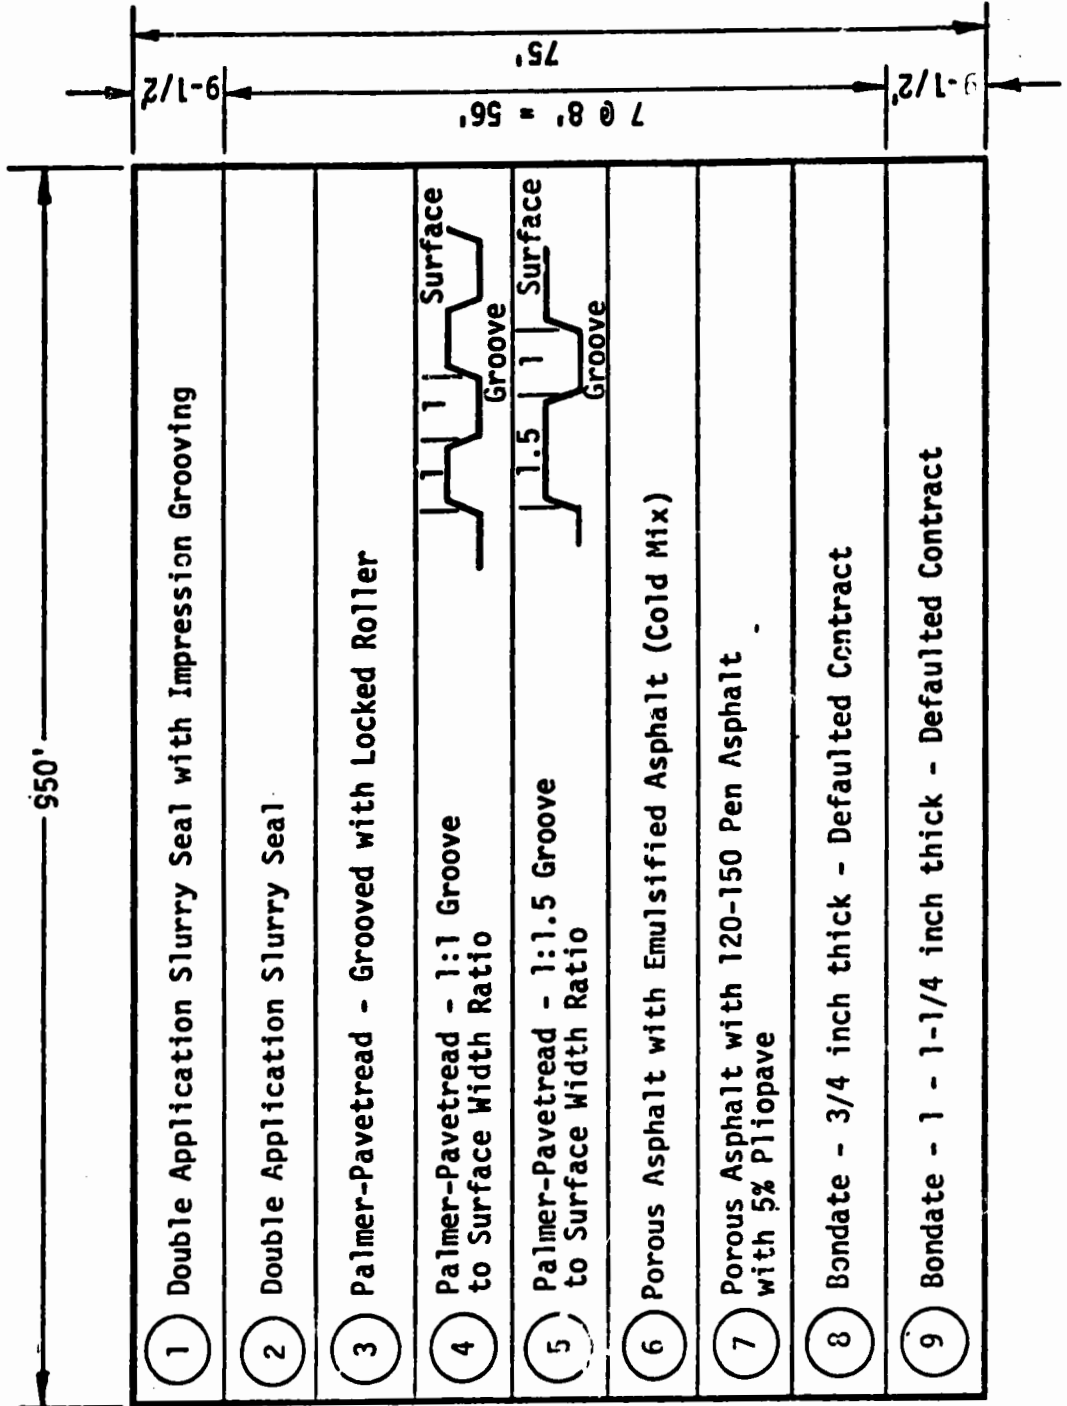 950'
75'
9-1/2'
7 @ 8' = 56'
9-1/2'
1 Double Application Slurry Seal with Impression Grooving
2 Double Application Slurry Seal
3 Palmer-Pavetread - Grooved with Locked Roller
4 Palmer-Pavetread - 1:1 Groove
to Surface Width Ratio
1 1 Surface
Groove
5 Palmer-Pavetread - 1:1.5 Groove
to Surface Width Ratio
1.5 1 Surface
Groove
6 Porous Asphalt with Emulsified Asphalt (Cold Mix)
7 Porous Asphalt with 120-150 Pen Asphalt
with 5% Pliopave
8 Bondate - 3/4 inch thick - Defaulted Contract
9 Bondate - 1 - 1-1/4 inch thick - Defaulted Contract